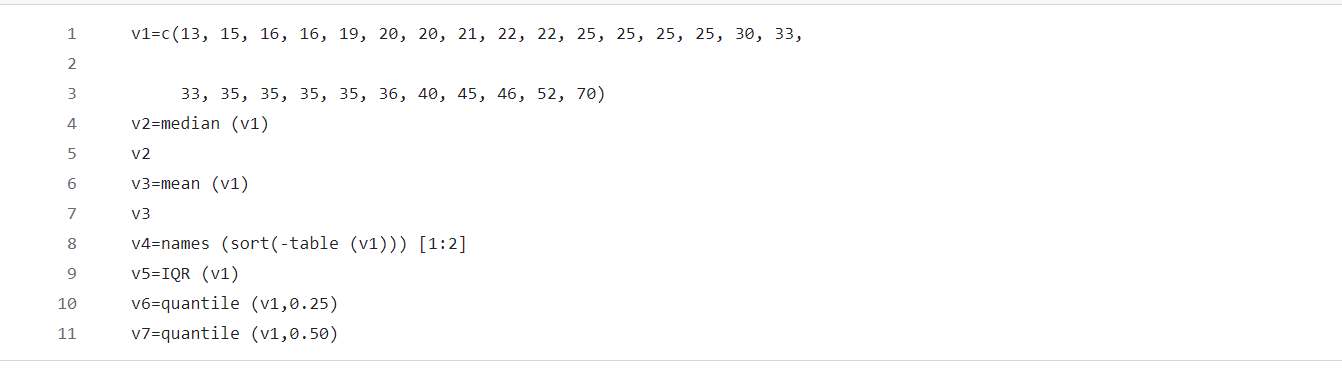 1 v1=c(13, 15, 16, 16, 19, 20, 20, 21, 22, 22, 25, 25, 25, 25, 30, 33,
2
3 33, 35, 35, 35, 35, 36, 40, 45, 46, 52, 70)
4 v2=median (v1)
5 v2
6 v3=mean (v1)
7 v3
8 v4=names (sort(-table (v1))) [1:2]
9 v5=IQR (v1)
10 v6=quantile (v1,0.25)
11 v7=quantile (v1,0.50)